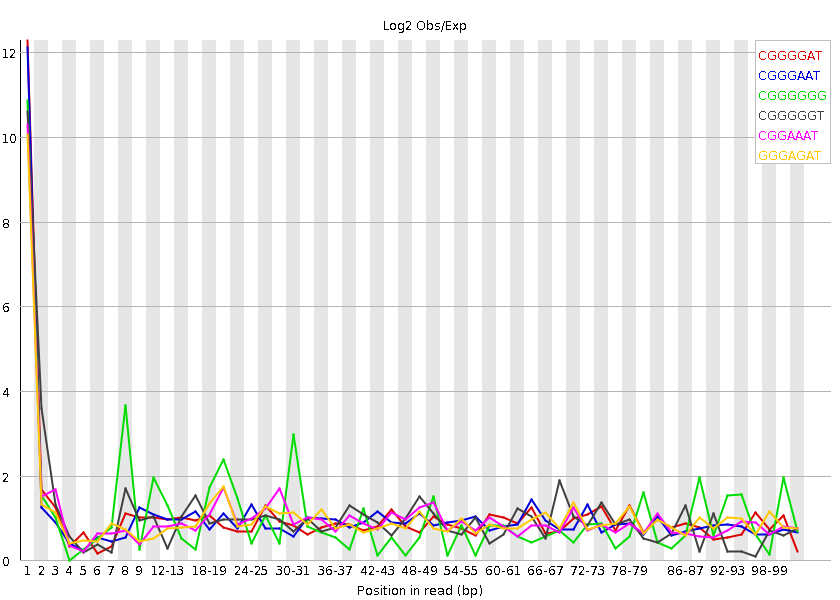 Log2 Obs/Exp
12
10
8
6
4
2
0
CGGGGAT
CGGGAAT
CGGGGGG
CGGGGGT
CGGAAAT
GGGAGAT
1 2 3 4 5 6 7 8 9 12-13 18-19 24-25 30-31 36-37 42-43 48-49 54-55 60-61 66-67 72-73 78-79 86-87 92-93 98-99
Position in read (bp)